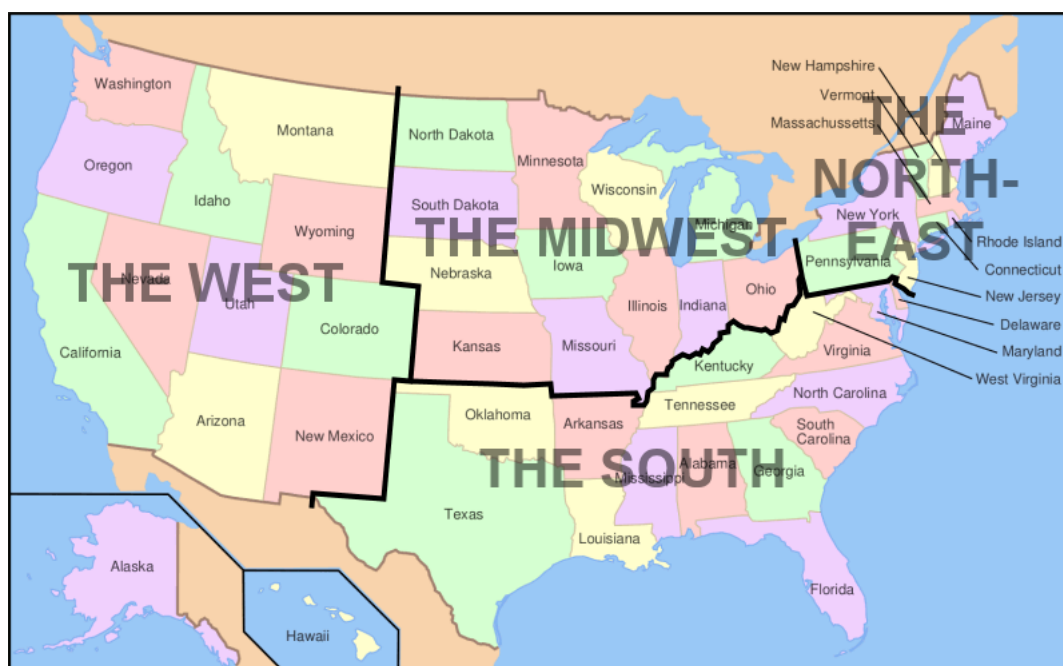 New Hampshire
Vermont
Massachussetts
THE
NORTH-
EAST
Washington
Montana
North Dakota
Minnesota
Maine
Oregon
Idaho
Wisconsin
South Dakota
Michigan
New York
Wyoming
THE MIDWEST
Rhode Island
Pennsylvania
Connecticut
THE WEST
Nevada
Nebraska
Iowa
New Jersey
Utah
Illinois
Indiana
Ohio
Delaware
Colorado
California
Kansas
Missouri
Virginia
Maryland
Kentucky
West Virginia
North Carolina
Tennessee
Arizona
Oklahoma
Arkansas
South
Carolina
New Mexico
THE SOUTH
Mississippi
Alabama
Georgia
Texas
Louisiana
Alaska
Florida
Hawaii